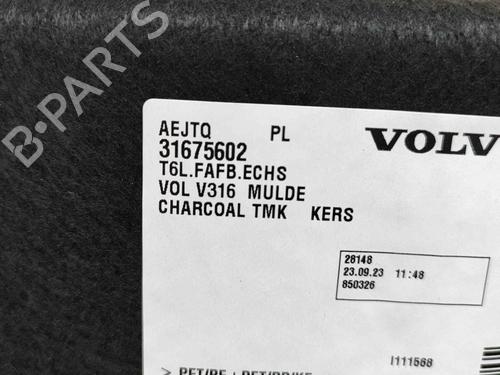 AEJTQ PL
31675602
T6L.FAFB.ECHS
VOL V316 MULDE
CHARCOAL TMK KERS
VOLV
28148
23.09.23 11:48
850326
I111568